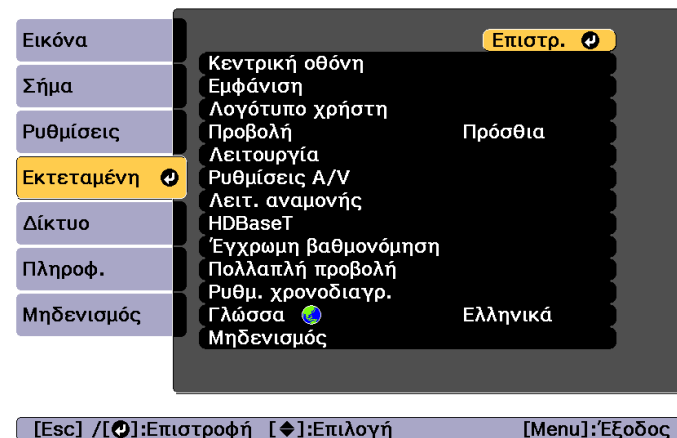 Εικόνα
Σήμα
Ρυθμίσεις
Εκτεταμένη
Δίκτυο
Πληροφ.
Μηδενισμός
Επιστρ.
Κεντρική οθόνη
Εμφάνιση
Λογότυπο χρήστη
Προβολή Πρόσθια
Λειτουργία
Ρυθμίσεις A/V
Λειτ. αναμονής
HDBaseT
Έγχρωμη βαθμονόμηση
Πολλαπλή προβολή
Ρυθμ. χρονοδιαγρ.
Γλώσσα Ελληνικά
Μηδενισμός
[Esc] /[]:Επιστροφή []:Επιλογή [Menu]:Έξοδος